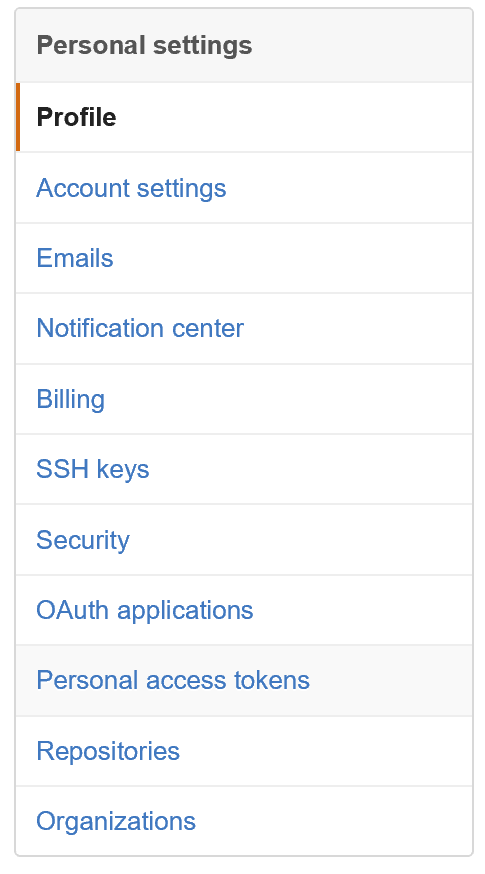 Personal settings
Profile
Account settings
Emails
Notification center
Billing
SSH keys
Security
OAuth applications
Personal access tokens
Repositories
Organizations